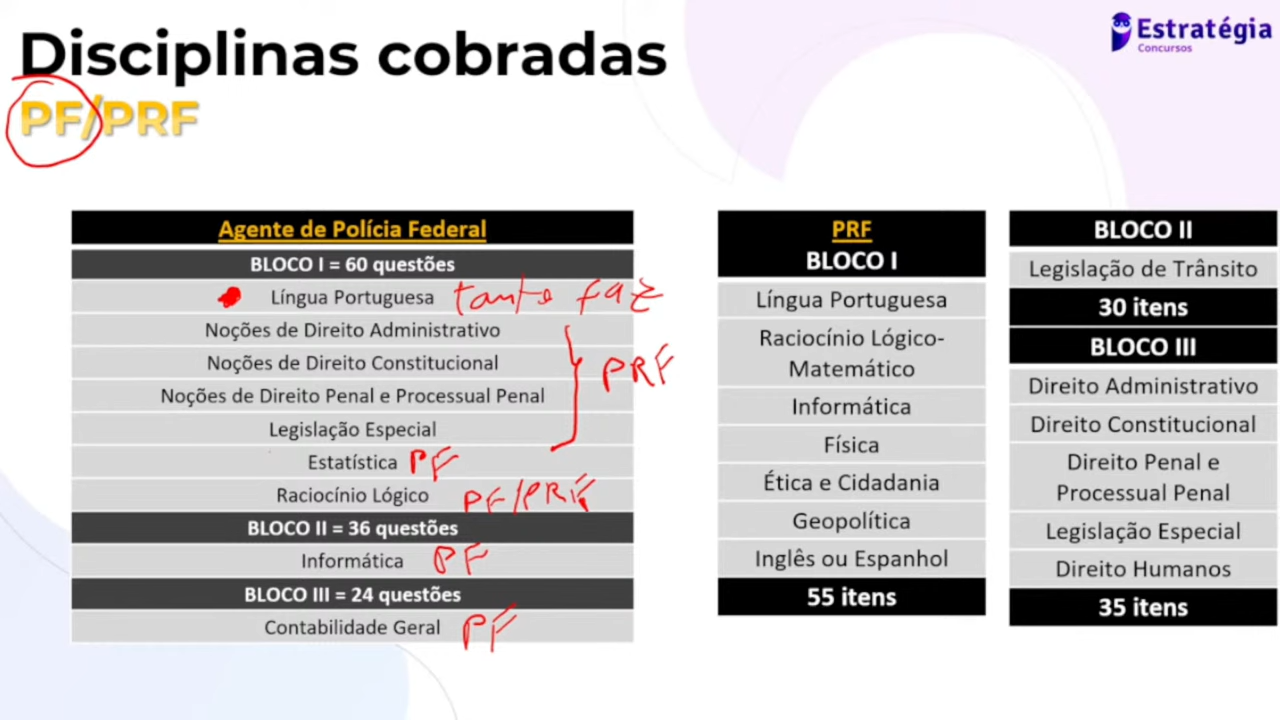 Disciplinas cobradas
Estratégia
Concursos
PF/PRF
Agente de Polícia Federal
BLOCO I = 60 questões
Língua Portuguesa tanto faz
Noções de Direito Administrativo
Noções de Direito Constitucional
PRF
Noções de Direito Penal e Processual Penal
Legislação Especial
Estatística PF
Raciocínio Lógico PF/PRF
BLOCO II = 36 questões
Informática PF
BLOCO III = 24 questões
Contabilidade Geral PF
PRF
BLOCO I
Língua Portuguesa
Raciocínio Lógico-
Matemático
Informática
Física
Ética e Cidadania
Geopolítica
Inglês ou Espanhol
55 itens
BLOCO II
Legislação de Trânsito
30 itens
BLOCO III
Direito Administrativo
Direito Constitucional
Direito Penal e
Processual Penal
Legislação Especial
Direito Humanos
35 itens